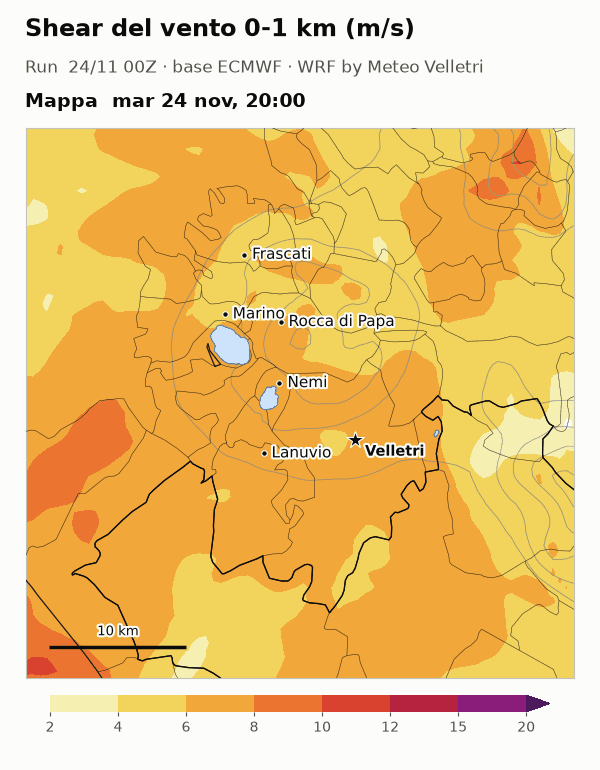 Shear del vento 0-1 km (m/s)
Run  24/11 00Z · base ECMWF · WRF by Meteo Velletri
Mappa  mar 24 nov, 20:00
Frascati
Marino
Rocca di Papa
Nemi
Velletri
Lanuvio
10 km
2 4 6 8 10 12 15 20